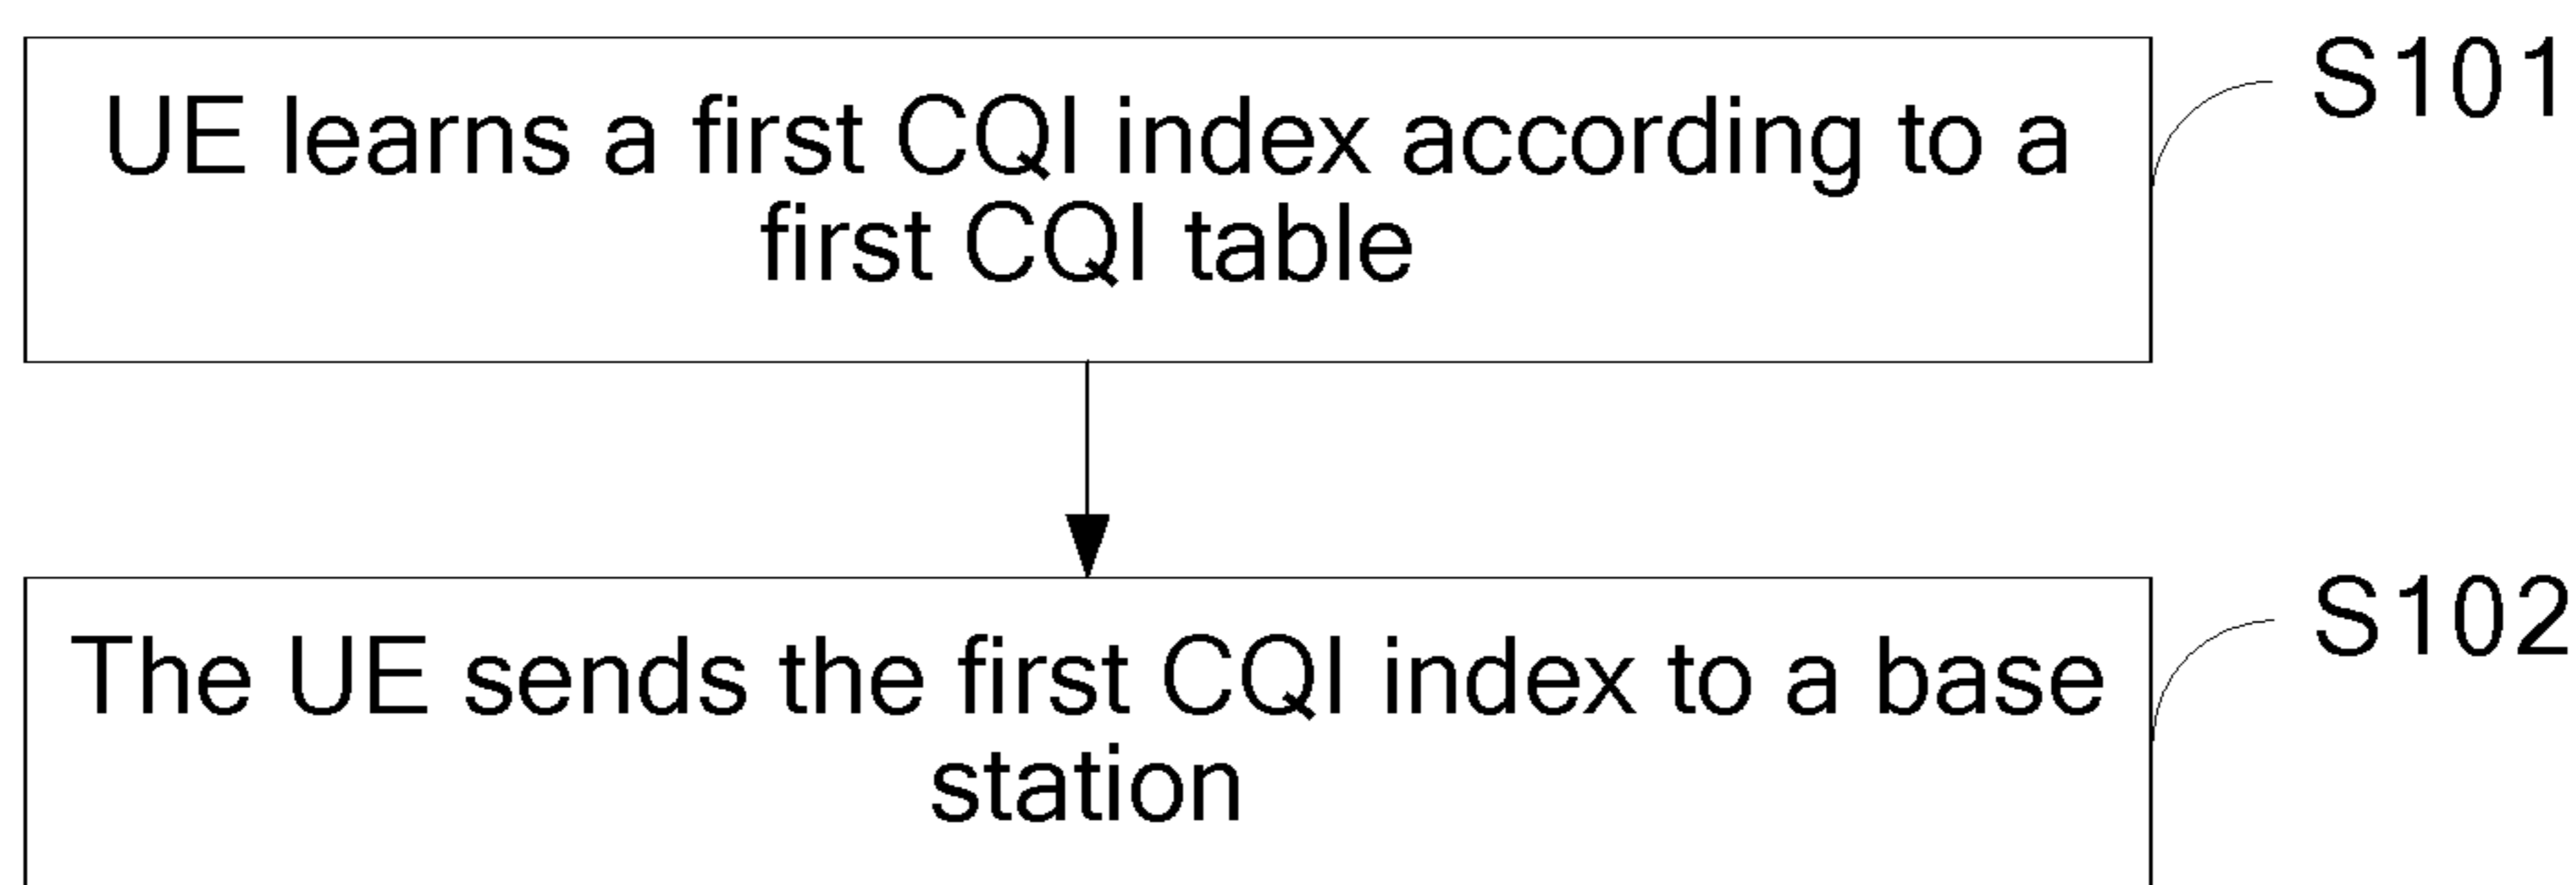 UE learns a first CQI index according to a
first CQI table
S101
The UE sends the first CQI index to a base
station
S102